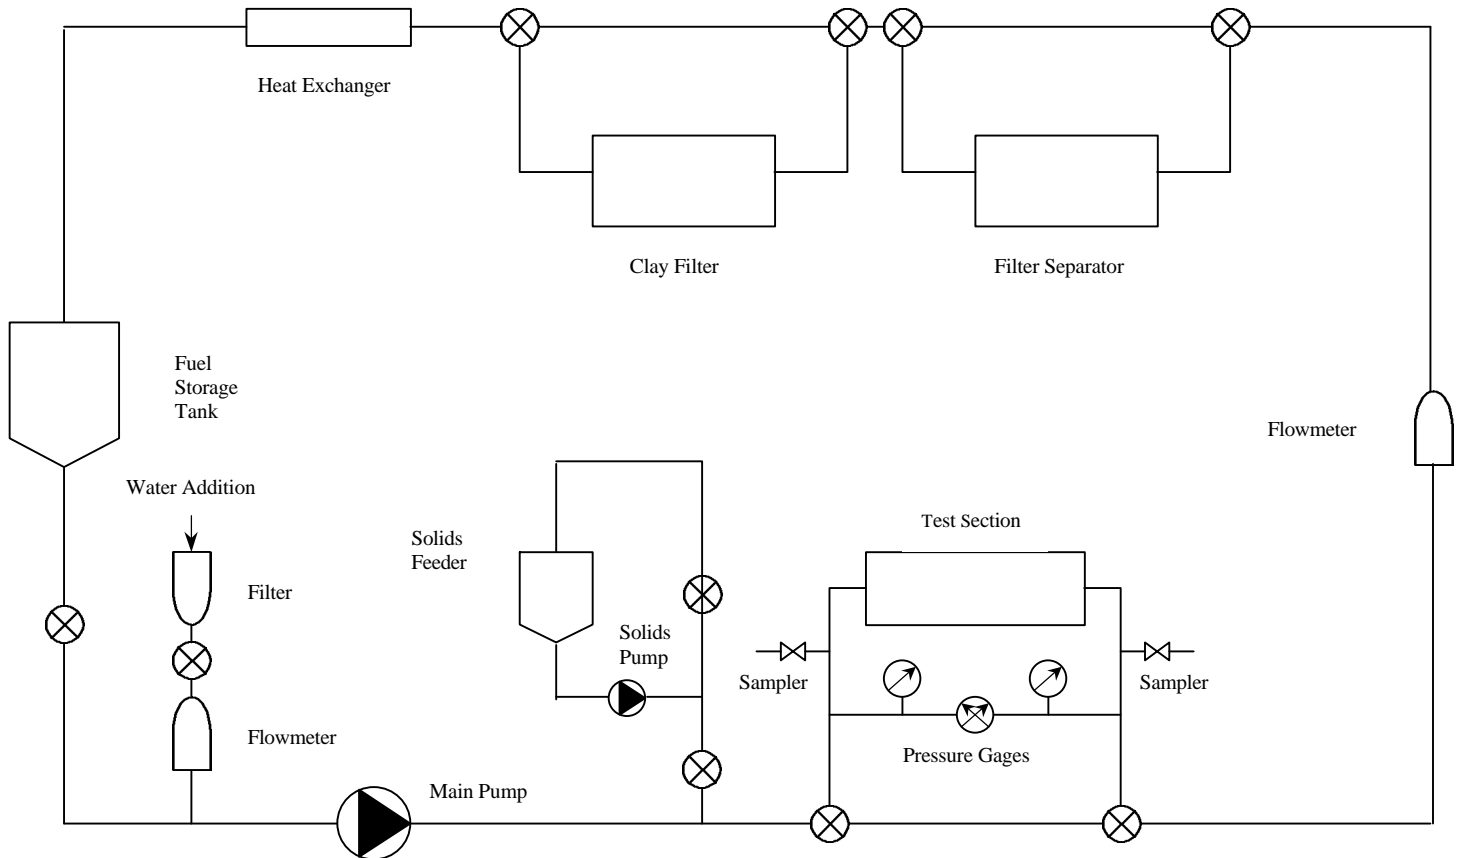 Heat Exchanger
Clay Filter
Filter Separator
Fuel
Storage
Tank
Flowmeter
Water Addition
Test Section
Solids
Feeder
Filter
Solids
Pump
Sampler
Sampler
Flowmeter
Pressure Gages
Main Pump